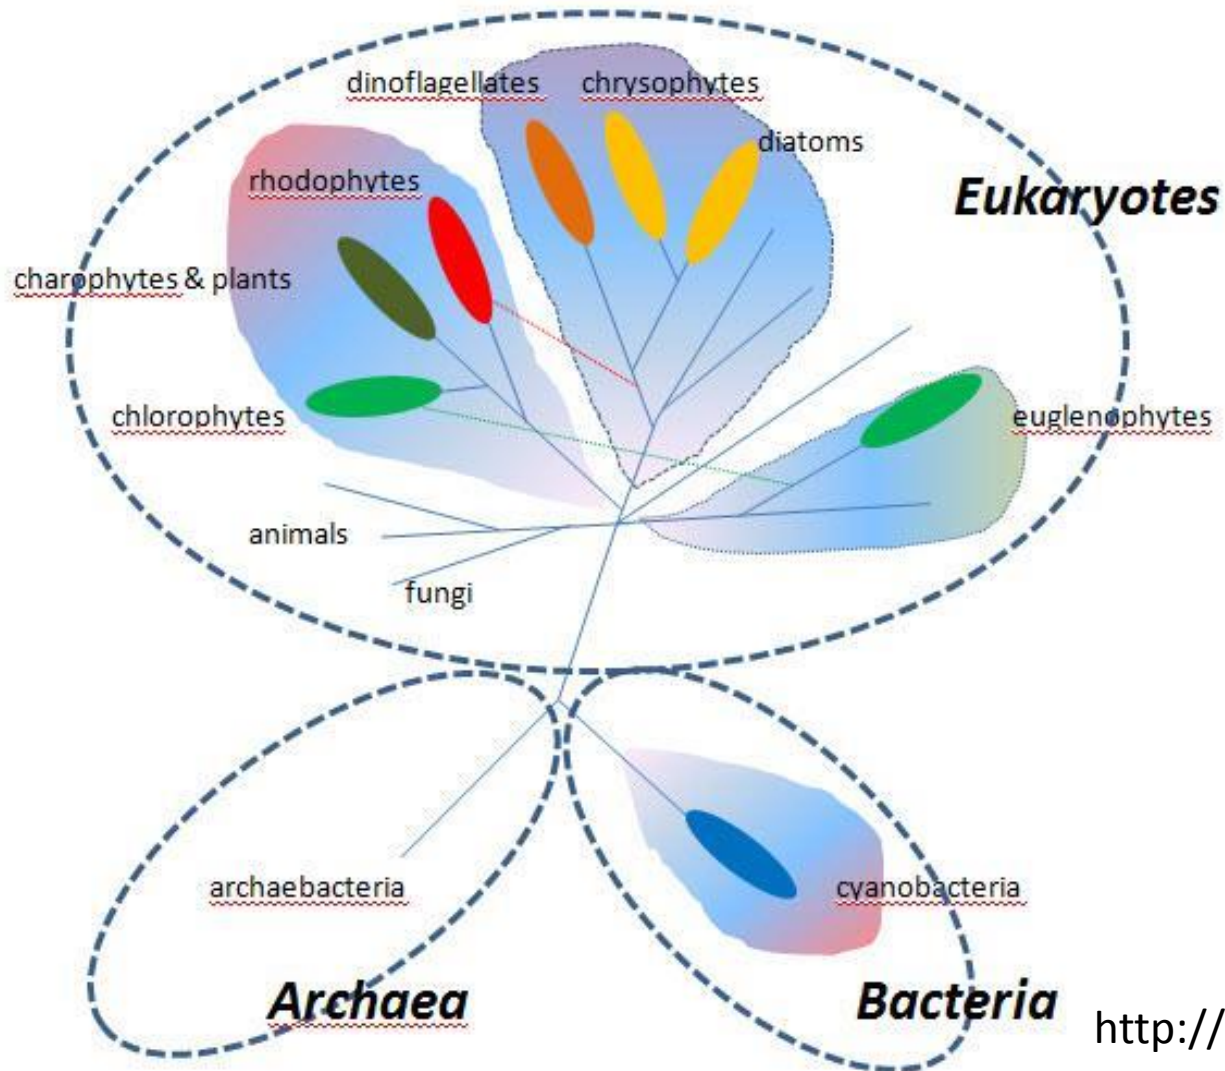 dinoflagellates chrysophytes
diatoms
rhodophytes
Eukaryotes
charophytes & plants
chlorophytes
euglenophytes
animals
fungi
archaebacteria
cyanobacteria
Archaea
Bacteria
http://